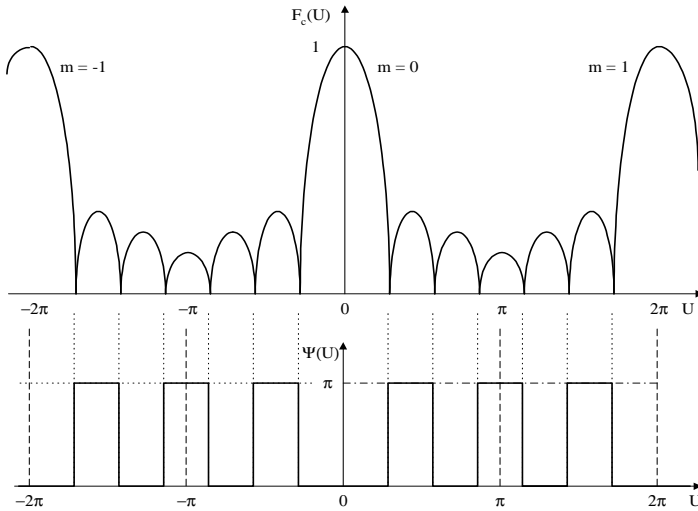 F_c(U)
1
m = -1 m = 0 m = 1
−2π −π 0 π 2π U
Ψ(U)
π
−2π −π 0 π 2π U